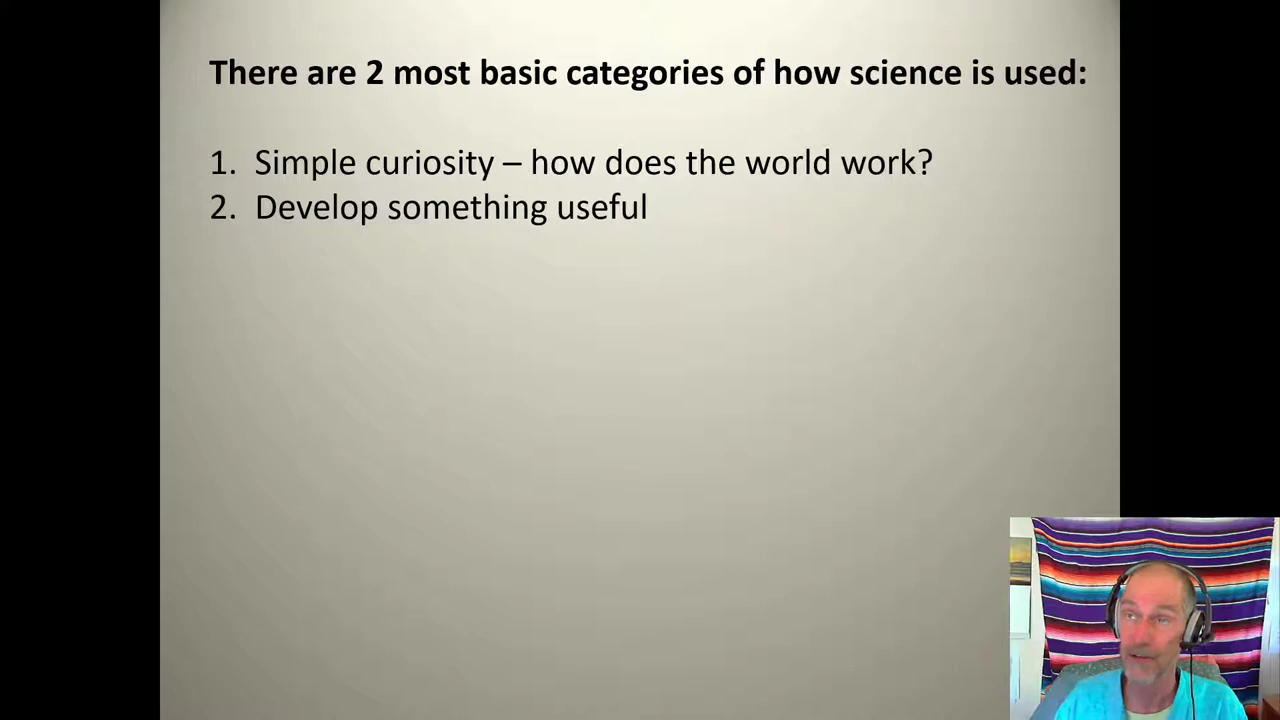 There are 2 most basic categories of how science is used:
1. Simple curiosity – how does the world work?
2. Develop something useful